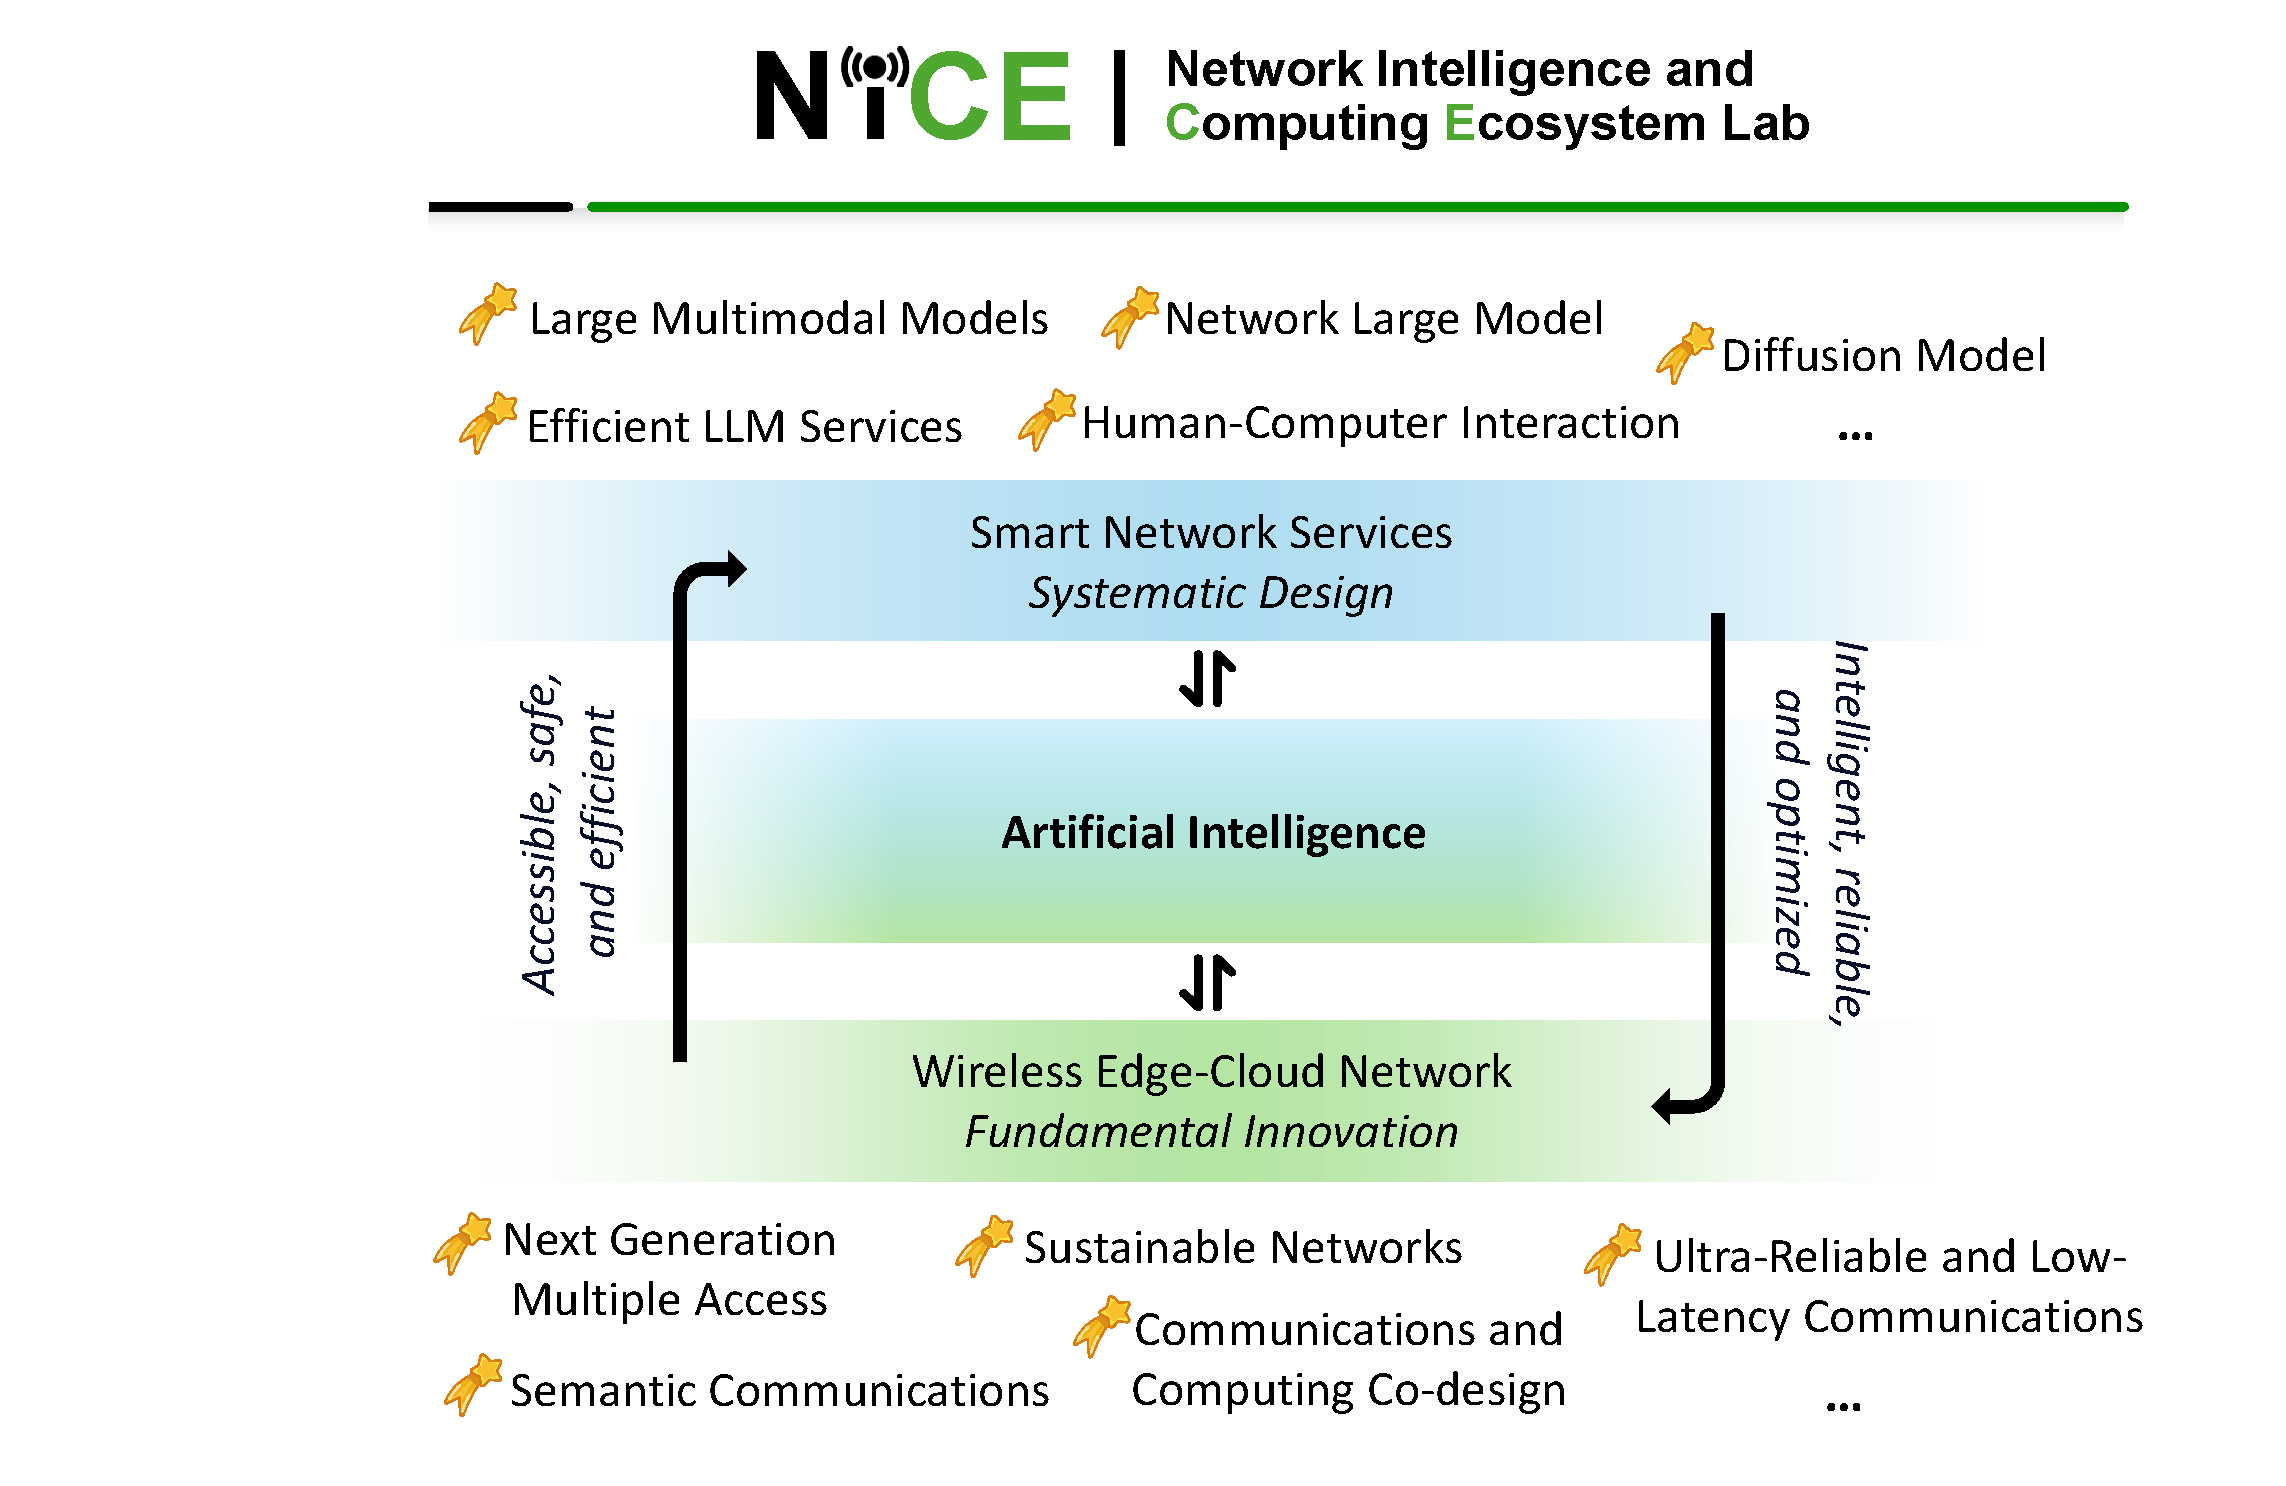 NiCE
Network Intelligence and
Computing Ecosystem Lab
Large Multimodal Models
Network Large Model
Diffusion Model
Efficient LLM Services
Human-Computer Interaction
...
Smart Network Services
Systematic Design
Accessible, safe,
and efficient
Intelligent, reliable,
and optimized
Artificial Intelligence
Wireless Edge-Cloud Network
Fundamental Innovation
Next Generation
Multiple Access
Sustainable Networks
Ultra-Reliable and Low-
Latency Communications
Semantic Communications
Communications and
Computing Co-design
...